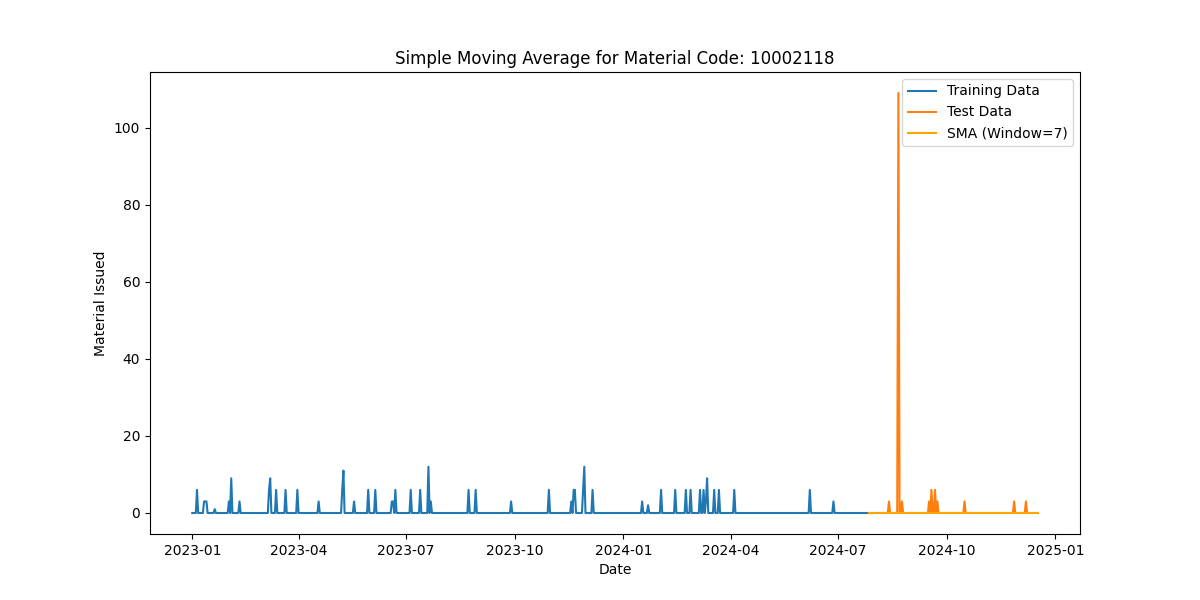 Simple Moving Average for Material Code: 10002118
Training Data
Test Data
SMA (Window=7)
Material Issued
100
80
60
40
20
0
2023-01 2023-04 2023-07 2023-10 2024-01 2024-04 2024-07 2024-10 2025-01
Date